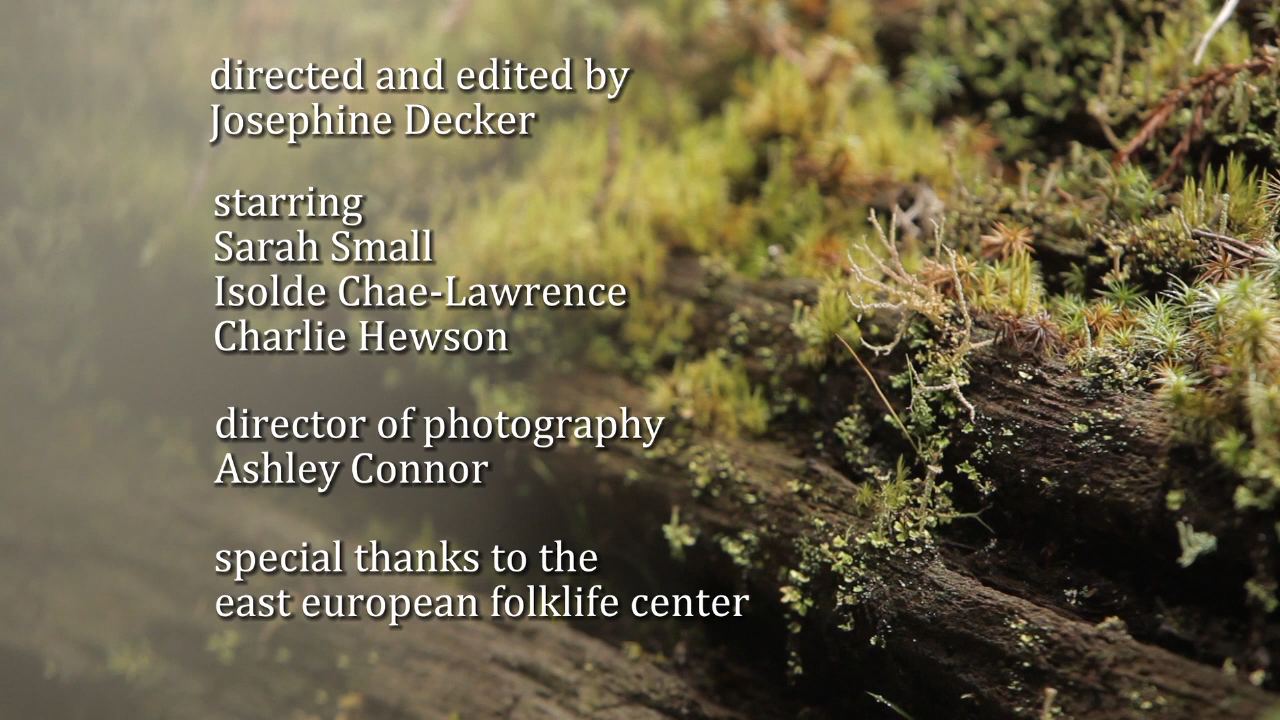 directed and edited by
Josephine Decker
starring
Sarah Small
Isolde Chae-Lawrence
Charlie Hewson
director of photography
Ashley Connor
special thanks to the
east european folklife center